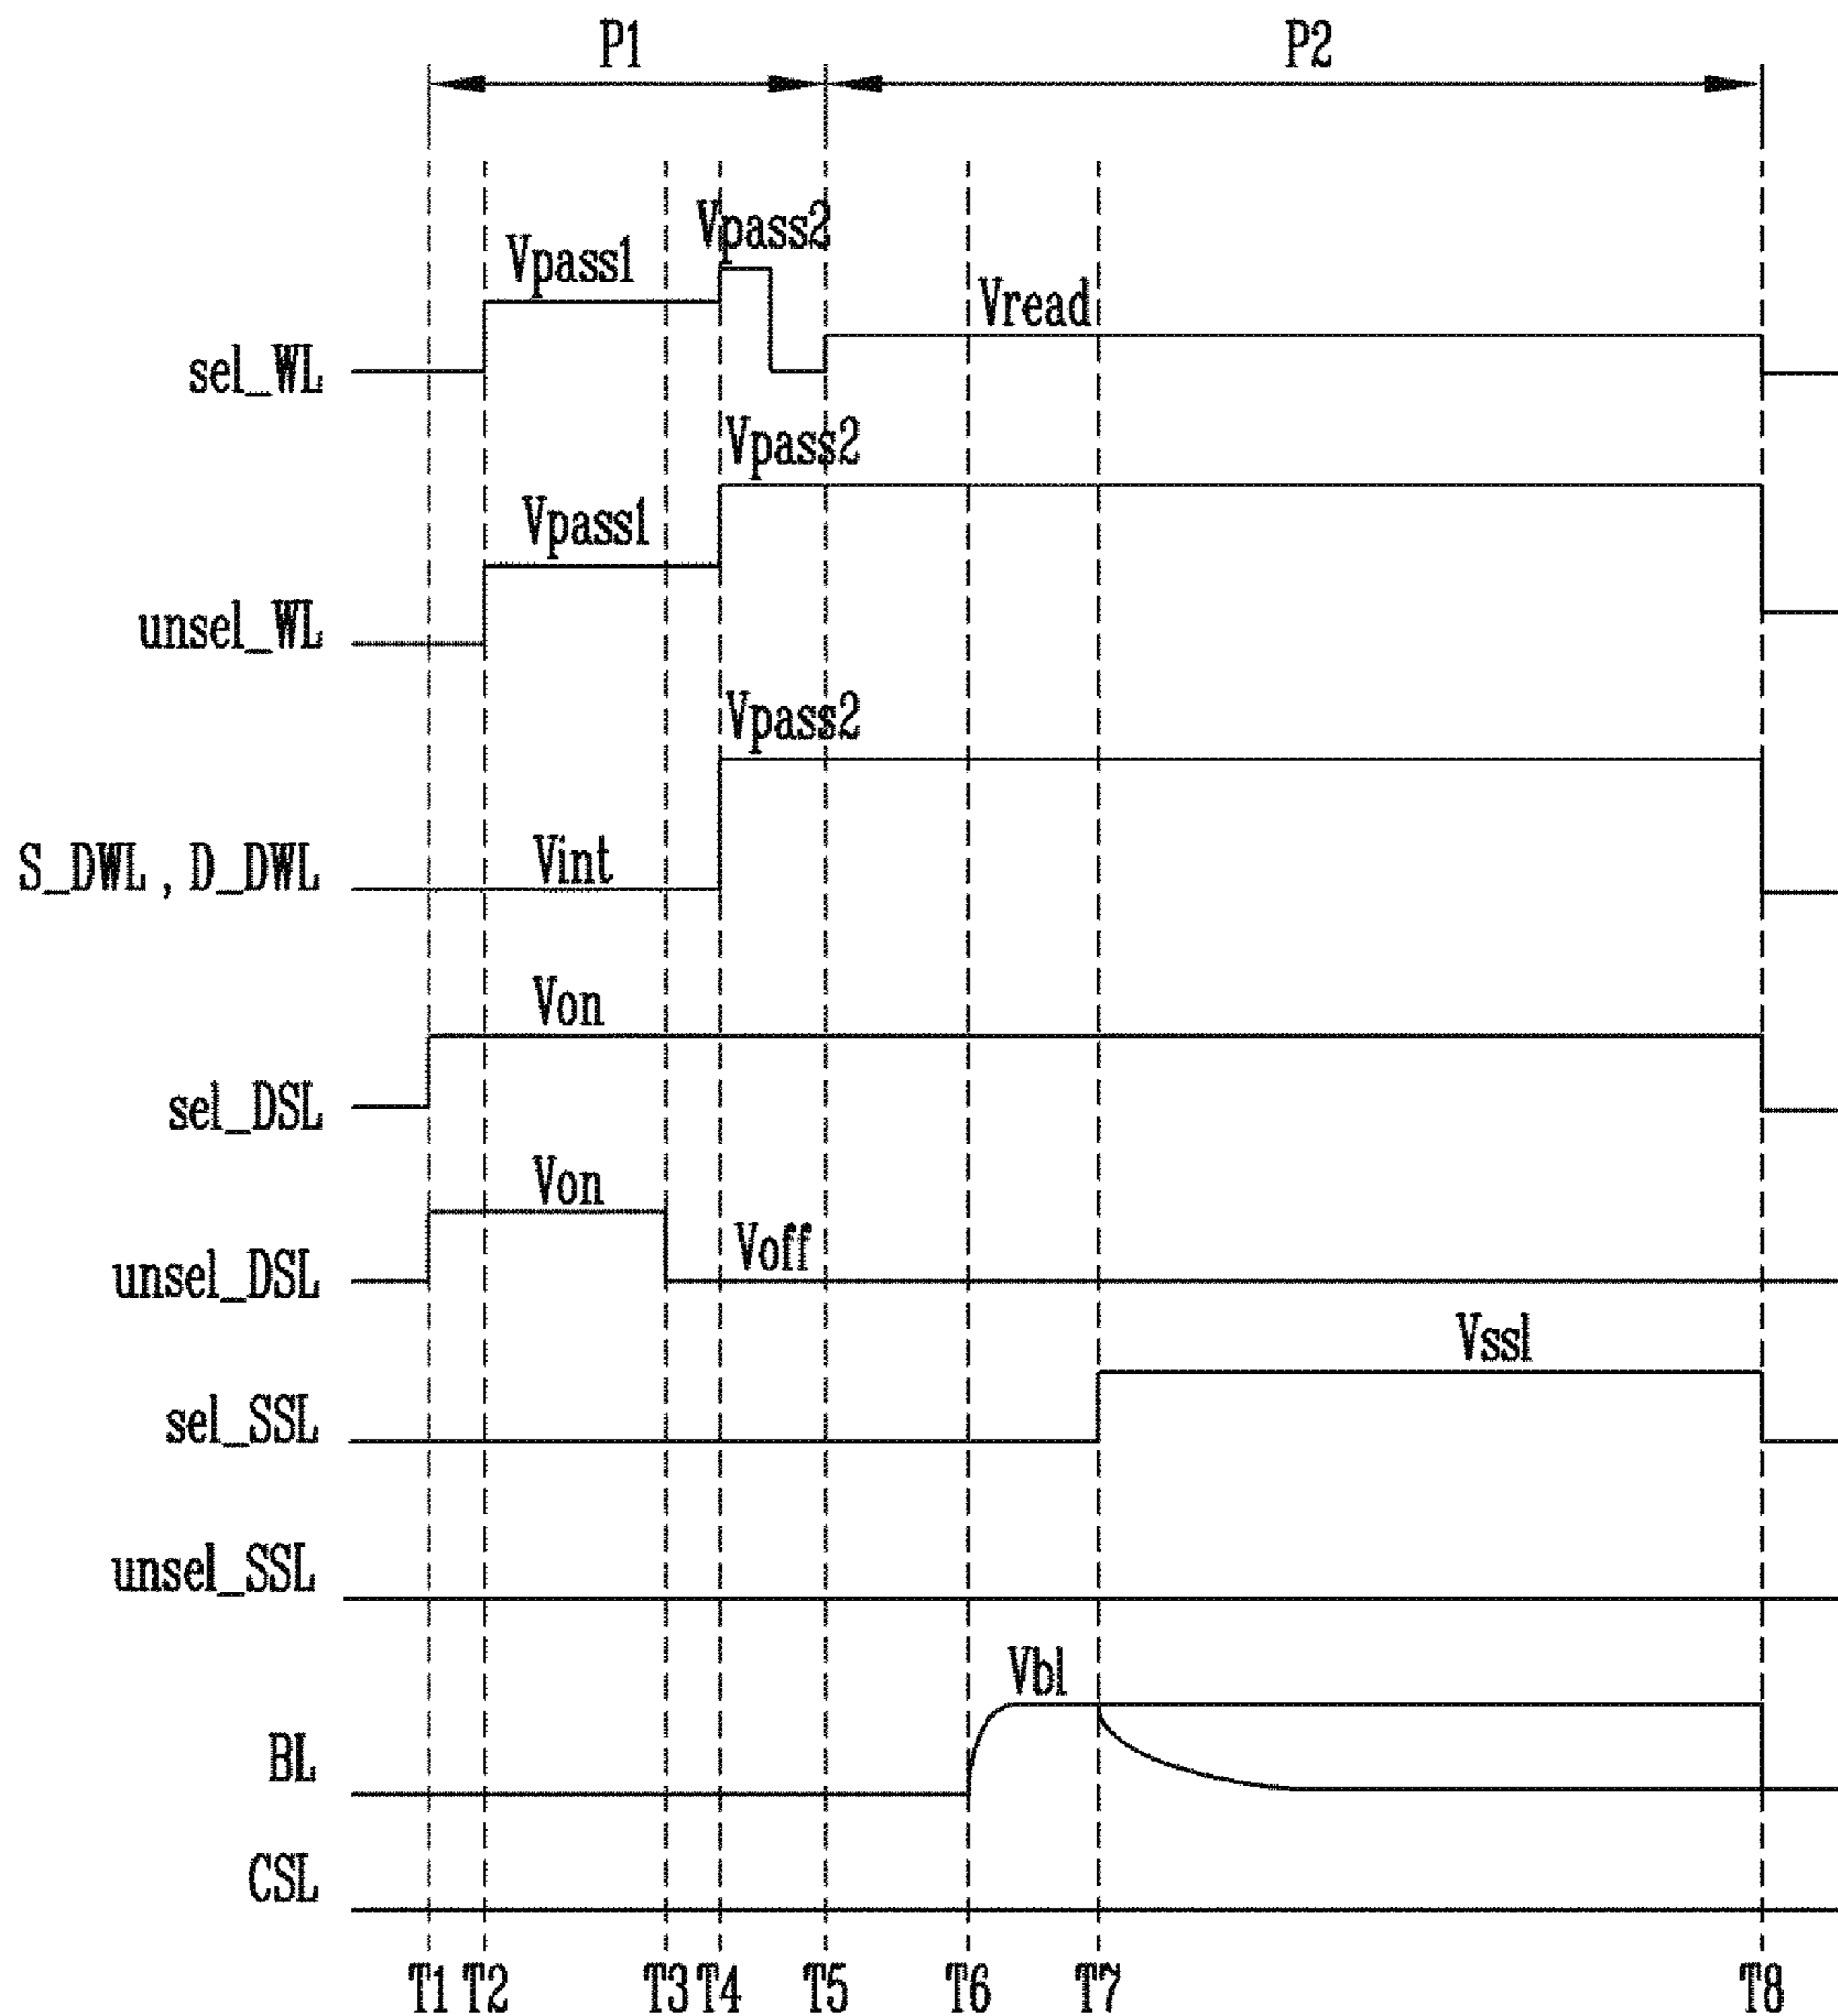 P1 P2
Vpass2
Vpass1
Vread
sel_WL
Vpass2
Vpass1
unsel_WL
Vpass2
Vint
S_DWL , D_DWL
Von
sel_DSL
Von
Voff
unsel_DSL
Vssl
sel_SSL
unsel_SSL
Vbl
BL
CSL
T1 T2 T3 T4 T5 T6 T7 T8